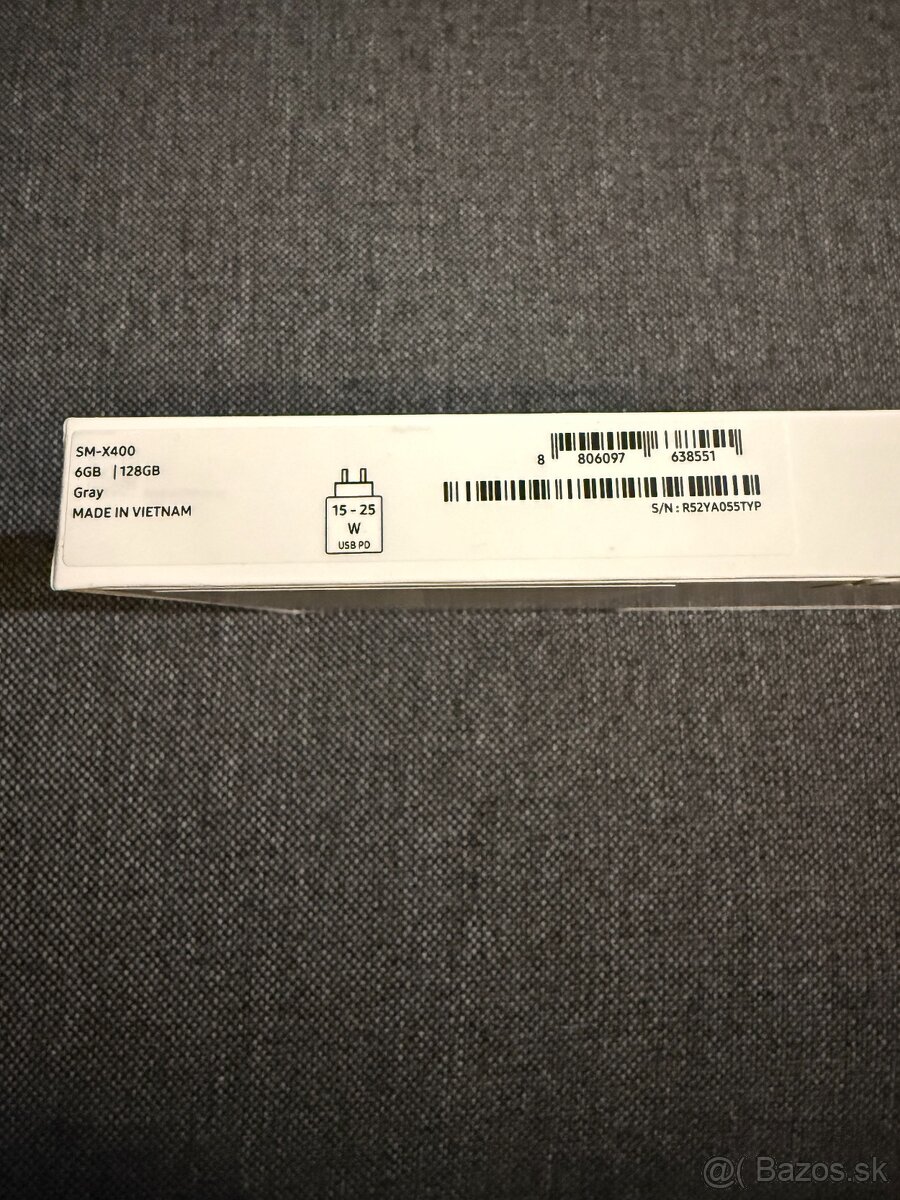 SM-X400
6GB | 128GB
Gray
MADE IN VIETNAM
15 - 25
W
USB PD
8 806097 638551
S/N : R52YA055TYP
@( Bazos.sk